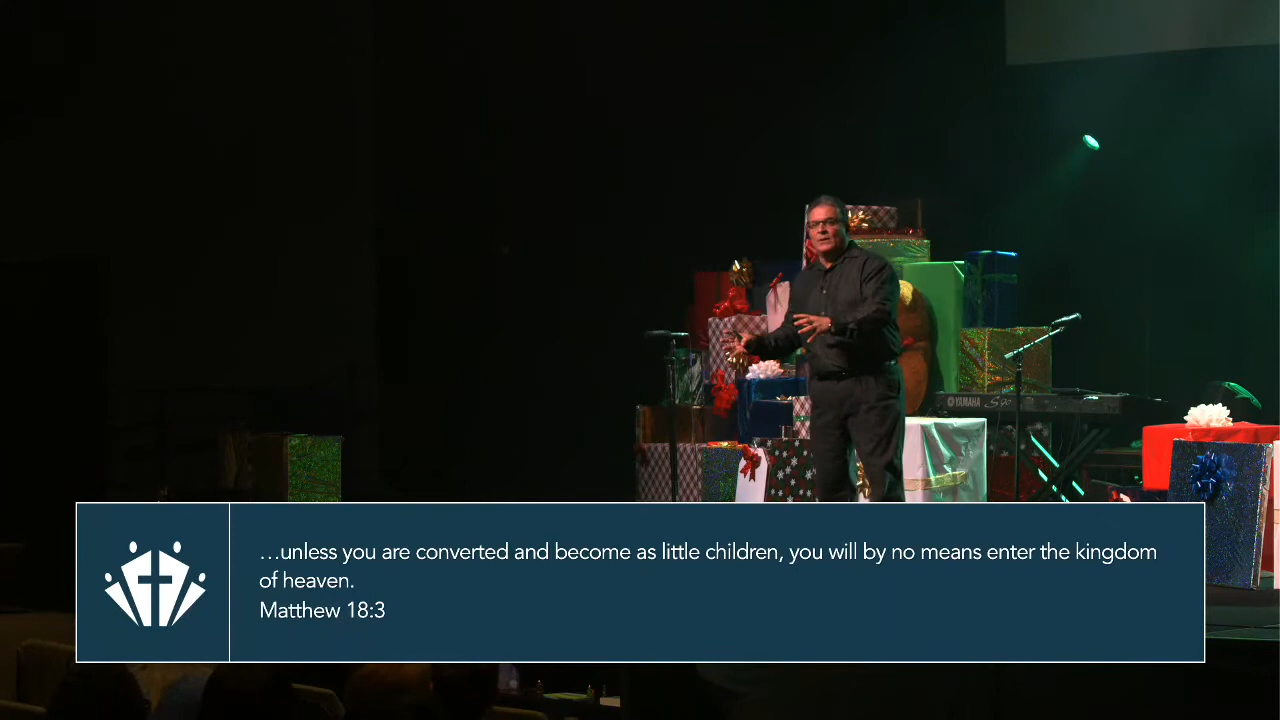 YAMAHA S90
…unless you are converted and become as little children, you will by no means enter the kingdom
of heaven.
Matthew 18:3